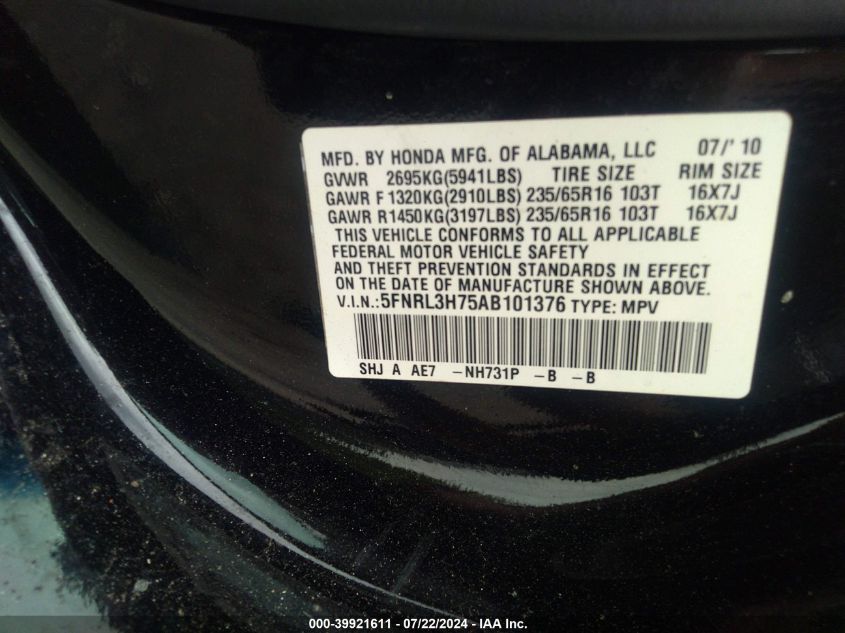 MFD. BY HONDA MFG. OF ALABAMA, LLC 07/' 10
GVWR 2695KG(5941LBS) TIRE SIZE RIM SIZE
GAWR F 1320KG(2910LBS) 235/65R16 103T 16X7J
GAWR R1450KG(3197LBS) 235/65R16 103T 16X7J
THIS VEHICLE CONFORMS TO ALL APPLICABLE
FEDERAL MOTOR VEHICLE SAFETY
AND THEFT PREVENTION STANDARDS IN EFFECT
ON THE DATE OF MANUFACTURE SHOWN ABOVE.
V.I.N.:5FNRL3H75AB101376 TYPE: MPV
SHJ A AE7 -NH731P -B -B
000-39921611 - 07/22/2024 - IAAI Inc.